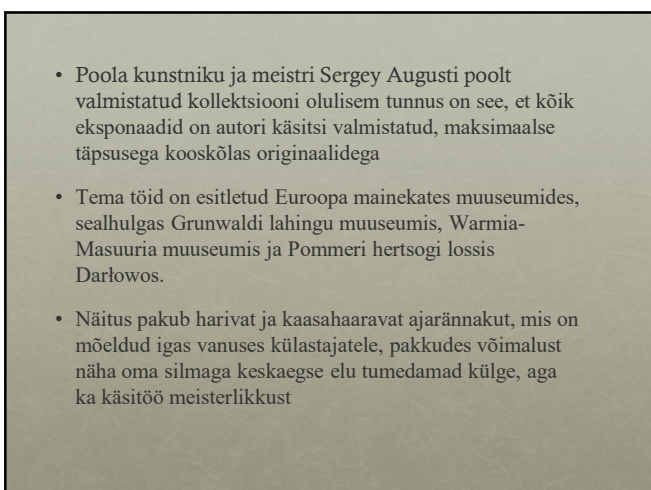 • Poola kunstniku ja meistri Sergey Augusti poolt
valmistatud kollektsiooni olulisem tunnus on see, et kõik
eksponaadid on autori käsitsi valmistatud, maksimaalse
täpsusega kooskõlas originaalidega
• Tema töid on esitletud Euroopa mainekates muuseumides,
sealhulgas Grunwaldi lahingu muuseumis, Warmia-
Masuuria muuseumis ja Pommeri hertsogi lossis
Darłowos.
• Näitus pakub harivat ja kaasahaaravat ajarännakut, mis on
mõeldud igas vanuses külastajatele, pakkudes võimalust
näha oma silmaga keskaegse elu tumedamad külge, aga
ka käsitöö meisterlikkust